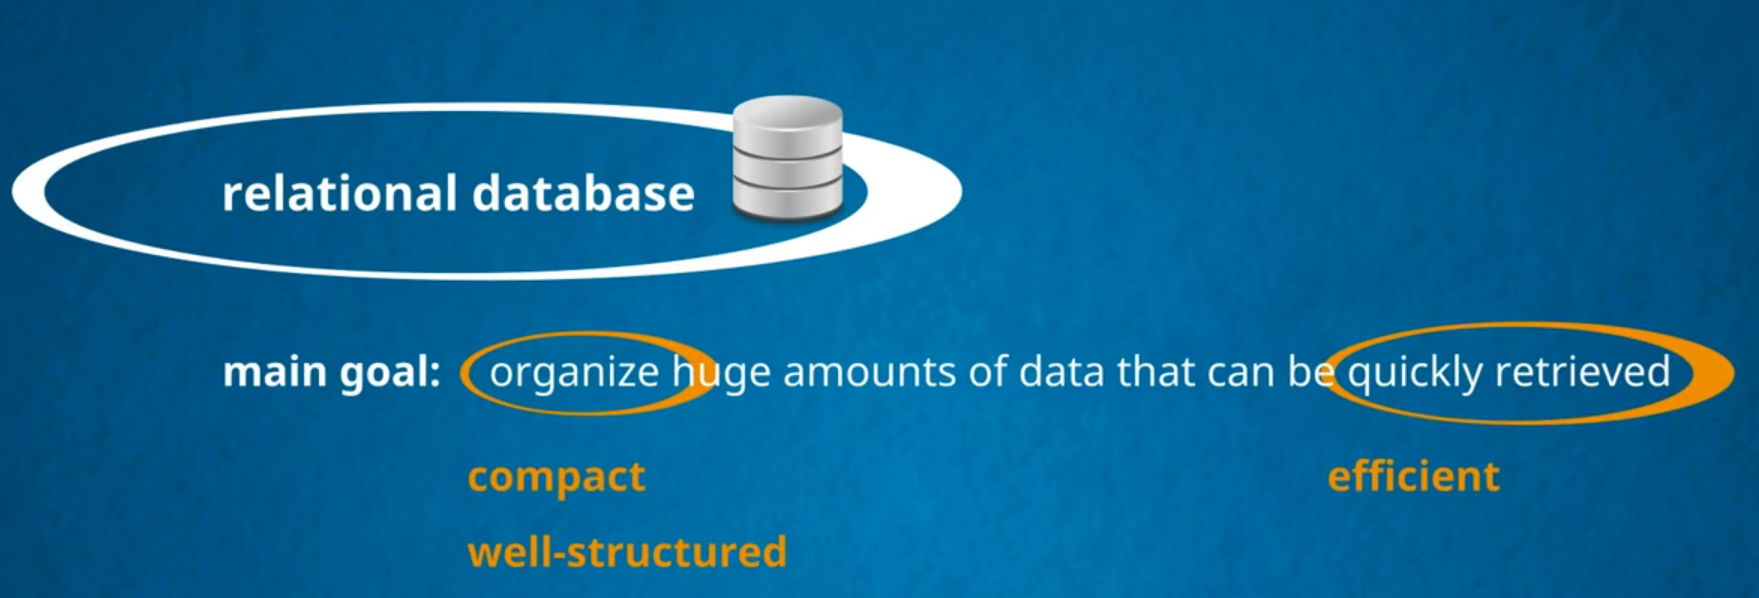 relational database
main goal: organize huge amounts of data that can be quickly retrieved
compact
efficient
well-structured